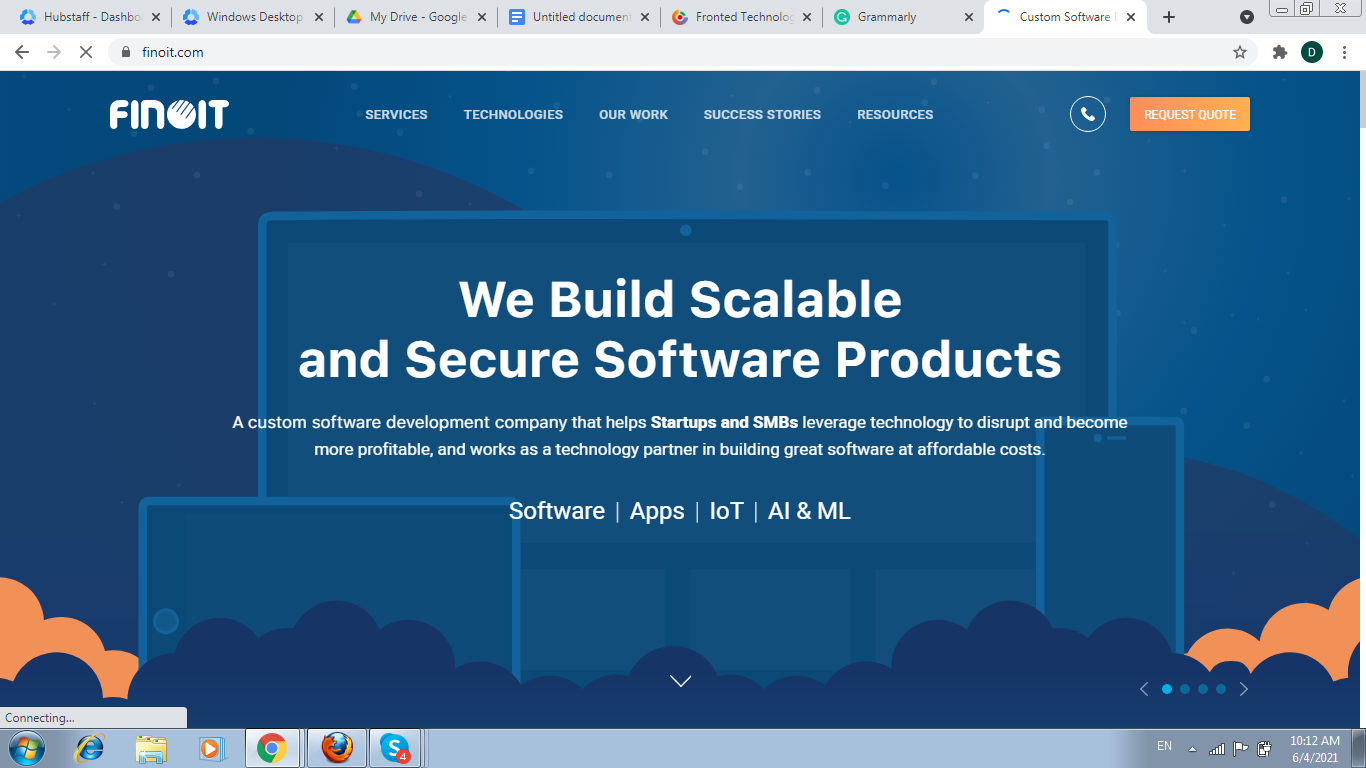 Hubstaff - Dashbo
Windows Desktop
My Drive - Google
Untitled document
Fronted Technolog
Grammarly
Custom Software D
finoit.com
D
FINOIT
SERVICES
TECHNOLOGIES
OUR WORK
SUCCESS STORIES
RESOURCES
REQUEST QUOTE
We Build Scalable
and Secure Software Products
A custom software development company that helps Startups and SMBs leverage technology to disrupt and become
more profitable, and works as a technology partner in building great software at affordable costs.
Software | Apps | IoT | AI & ML
Connecting...
4
EN
10:12 AM
6/4/2021